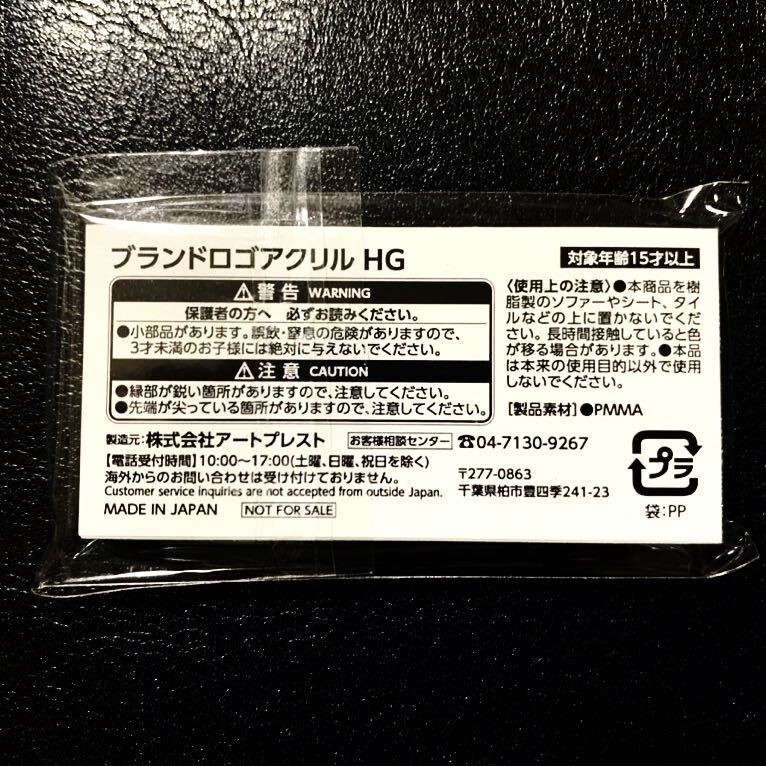 ブランドロゴアクリル HG
対象年齢15才以上
⚠警告 WARNING
保護者の方へ 必ずお読みください。
●小部品があります。誤飲・窒息の危険がありますので、
3才未満のお子様には絶対に与えないでください。
⚠注意 CAUTION
●縁部が鋭い箇所がありますので、注意してください。
●先端が尖っている箇所がありますので、注意してください。
〈使用上の注意〉●本商品を樹
脂製のソファーやシート、タイ
ルなどの上に置かないでくだ
さい。長時間接触していると色
が移る場合があります。●本品
は本来の使用目的以外で使用
しないでください。
【製品素材】●PMMA
製造元:株式会社アートプレスト お客様相談センター ☎04-7130-9267
【電話受付時間】10:00〜17:00(土曜、日曜、祝日を除く)
海外からのお問い合わせは受け付けておりません。
Customer service inquiries are not accepted from outside Japan.
MADE IN JAPAN NOT FOR SALE
〒277-0863
千葉県柏市豊四季241-23
プラ
袋:PP